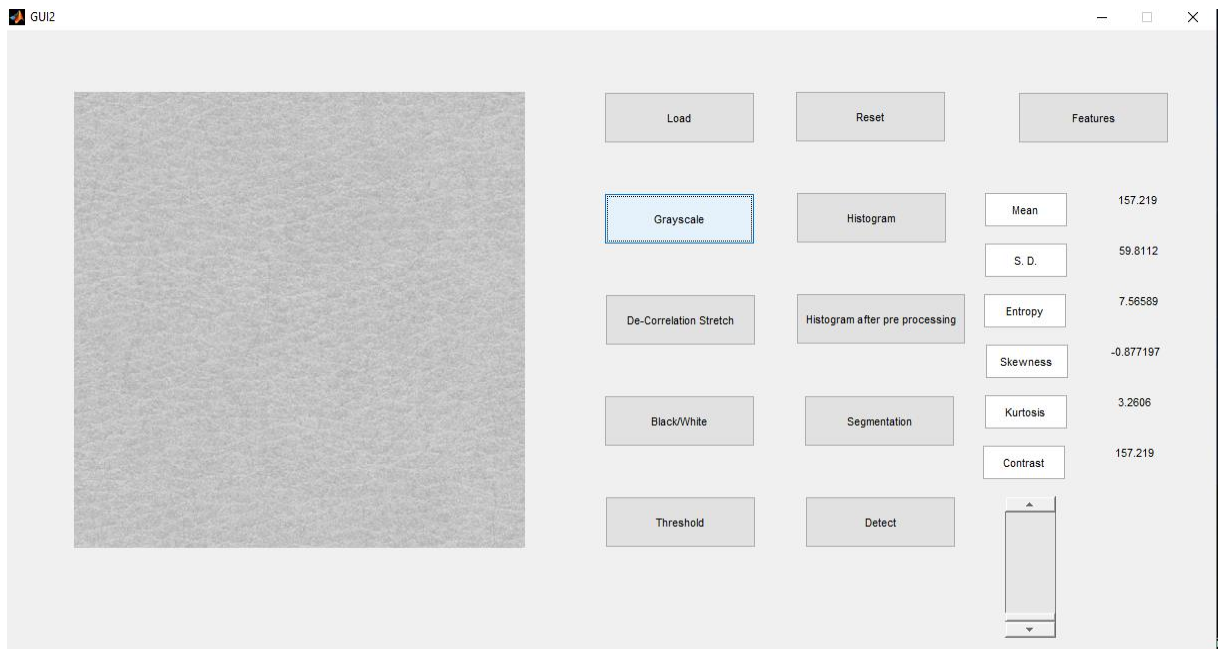 GUI2
Load
Reset
Features
Grayscale
Histogram
Mean
157.219
S. D.
59.8112
De-Correlation Stretch
Histogram after pre processing
Entropy
7.56589
Skewness
-0.877197
Black/White
Segmentation
Kurtosis
3.2606
Contrast
157.219
Threshold
Detect